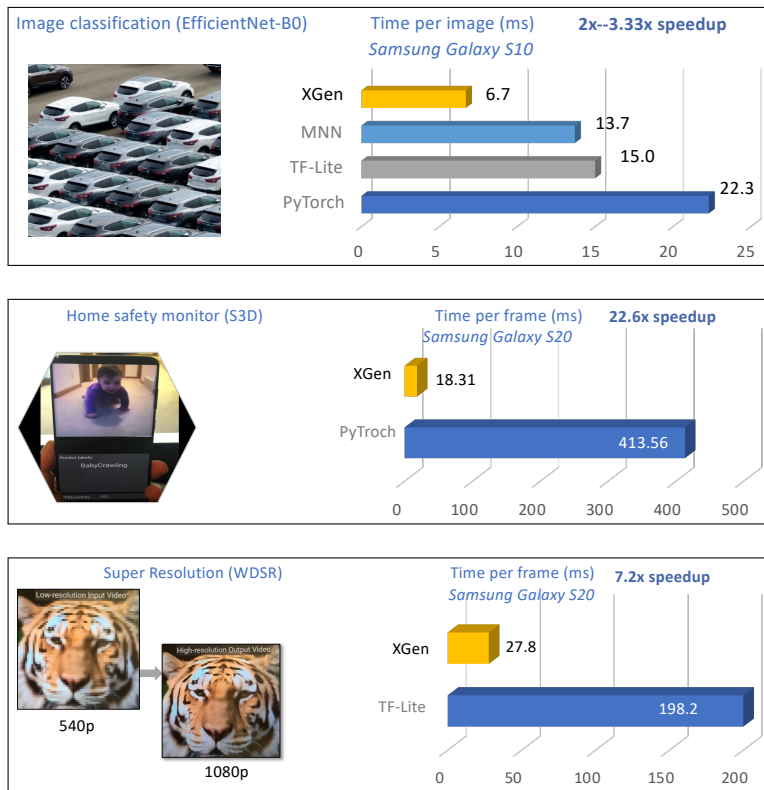 Image classification (EfficientNet-B0)
Time per image (ms)
2x--3.33x speedup
Samsung Galaxy S10
XGen
6.7
MNN
13.7
TF-Lite
15.0
PyTorch
22.3
0 5 10 15 20 25
Home safety monitor (S3D)
Time per frame (ms)
22.6x speedup
Samsung Galaxy S20
XGen
18.31
PyTroch
413.56
Predict labels:
BabyCrawling
0 100 200 300 400 500
Super Resolution (WDSR)
Time per frame (ms)
7.2x speedup
Samsung Galaxy S20
Low-resolution Input Video
High-resolution Output Video
540p
1080p
XGen
27.8
TF-Lite
198.2
0 50 100 150 200